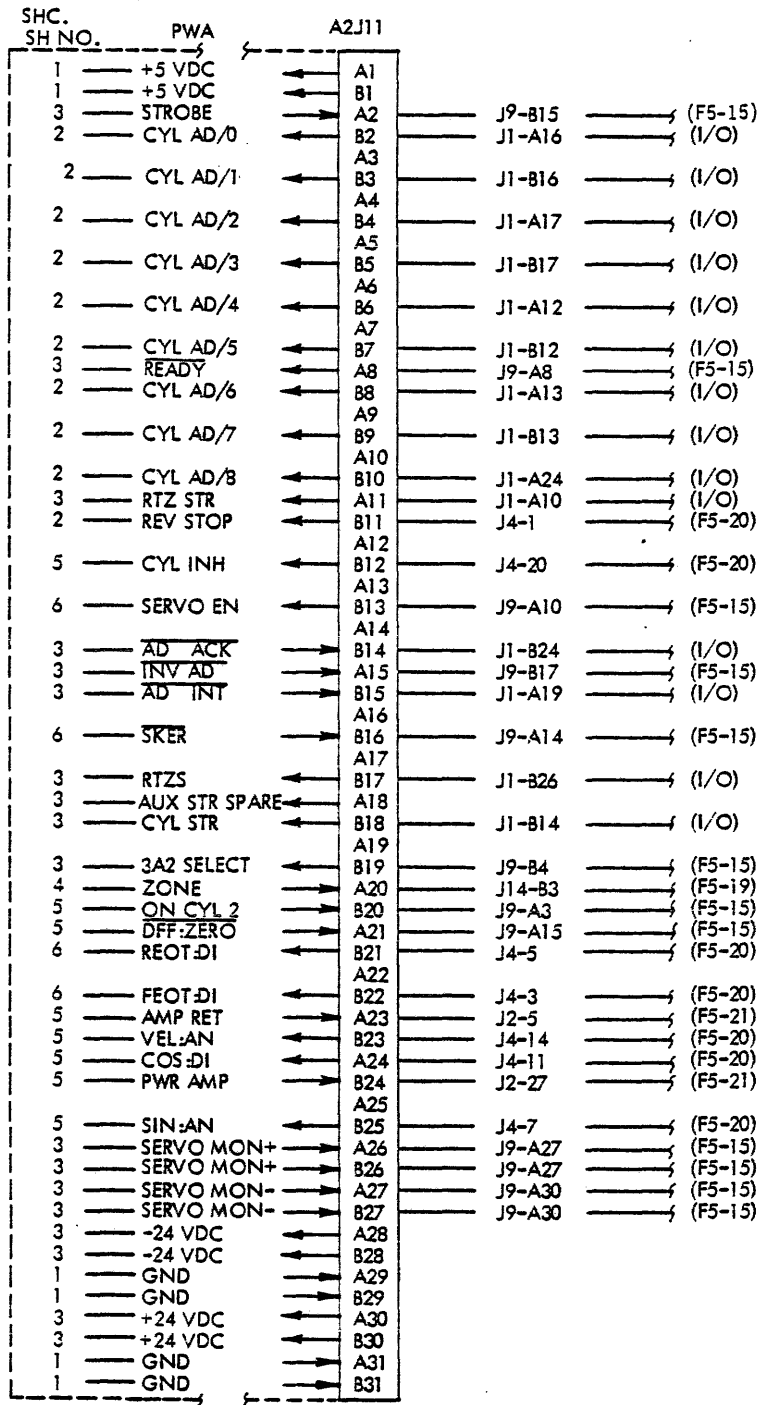 SHC.
SH NO. PWA A2J11
1 +5 VDC A1
1 +5 VDC B1
3 STROBE A2 J9-B15 (F5-15)
2 CYL AD/0 B2 J1-A16 (I/O)
A3
2 CYL AD/1 B3 J1-B16 (I/O)
A4
2 CYL AD/2 B4 J1-A17 (I/O)
A5
2 CYL AD/3 B5 J1-B17 (I/O)
A6
2 CYL AD/4 B6 J1-A12 (I/O)
A7
2 CYL AD/5 B7 J1-B12 (I/O)
3 READY A8 J9-A8 (F5-15)
2 CYL AD/6 B8 J1-A13 (I/O)
A9
2 CYL AD/7 B9 J1-B13 (I/O)
A10
2 CYL AD/8 B10 J1-A24 (I/O)
3 RTZ STR A11 J1-A10 (I/O)
2 REV STOP B11 J4-1 (F5-20)
A12
5 CYL INH B12 J4-20 (F5-20)
A13
6 SERVO EN B13 J9-A10 (F5-15)
A14
3 AD ACK B14 J1-B24 (I/O)
3 INV AD A15 J9-B17 (F5-15)
3 AD INT B15 J1-A19 (I/O)
A16
6 SKER B16 J9-A14 (F5-15)
A17
3 RTZS B17 J1-B26 (I/O)
3 AUX STR SPARE A18
3 CYL STR B18 J1-B14 (I/O)
A19
3 3A2 SELECT B19 J9-B4 (F5-15)
4 ZONE A20 J14-B3 (F5-19)
5 ON CYL 2 B20 J9-A3 (F5-15)
5 DFF:ZERO A21 J9-A15 (F5-15)
6 REOT:DI B21 J4-5 (F5-20)
A22
6 FEOT:DI B22 J4-3 (F5-20)
5 AMP RET A23 J2-5 (F5-21)
5 VEL:AN B23 J4-14 (F5-20)
5 COS:DI A24 J4-11 (F5-20)
5 PWR AMP B24 J2-27 (F5-21)
A25
5 SIN:AN B25 J4-7 (F5-20)
3 SERVO MON+ A26 J9-A27 (F5-15)
3 SERVO MON+ B26 J9-A27 (F5-15)
3 SERVO MON- A27 J9-A30 (F5-15)
3 SERVO MON- B27 J9-A30 (F5-15)
3 -24 VDC A28
3 -24 VDC B28
1 GND A29
1 GND B29
3 +24 VDC A30
3 +24 VDC B30
1 GND A31
1 GND B31